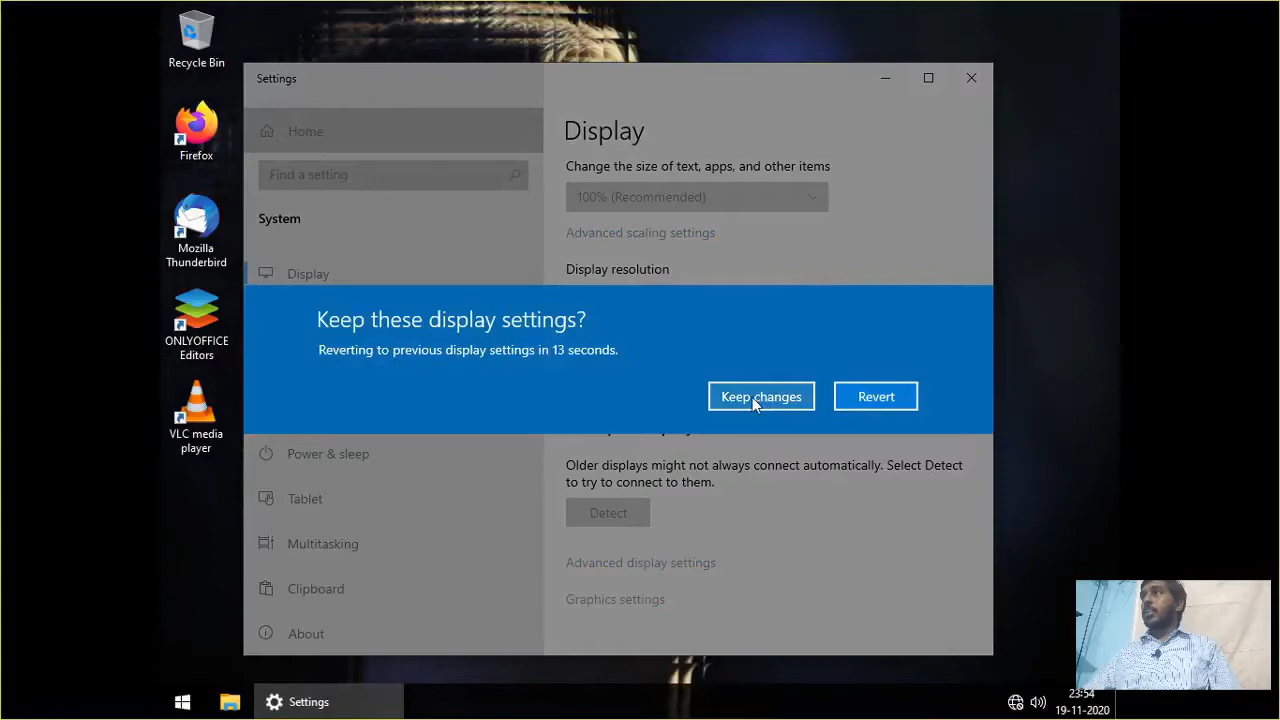 Recycle Bin
Firefox
Mozilla
Thunderbird
ONLYOFFICE
Editors
VLC media
player
Settings
Home
Find a setting
System
Display
Power & sleep
Tablet
Multitasking
Clipboard
About
Display
Change the size of text, apps, and other items
100% (Recommended)
Advanced scaling settings
Display resolution
Keep these display settings?
Reverting to previous display settings in 13 seconds.
Keep changes
Revert
Older displays might not always connect automatically. Select Detect
to try to connect to them.
Detect
Advanced display settings
Graphics settings
Settings
23:54
19-11-2020